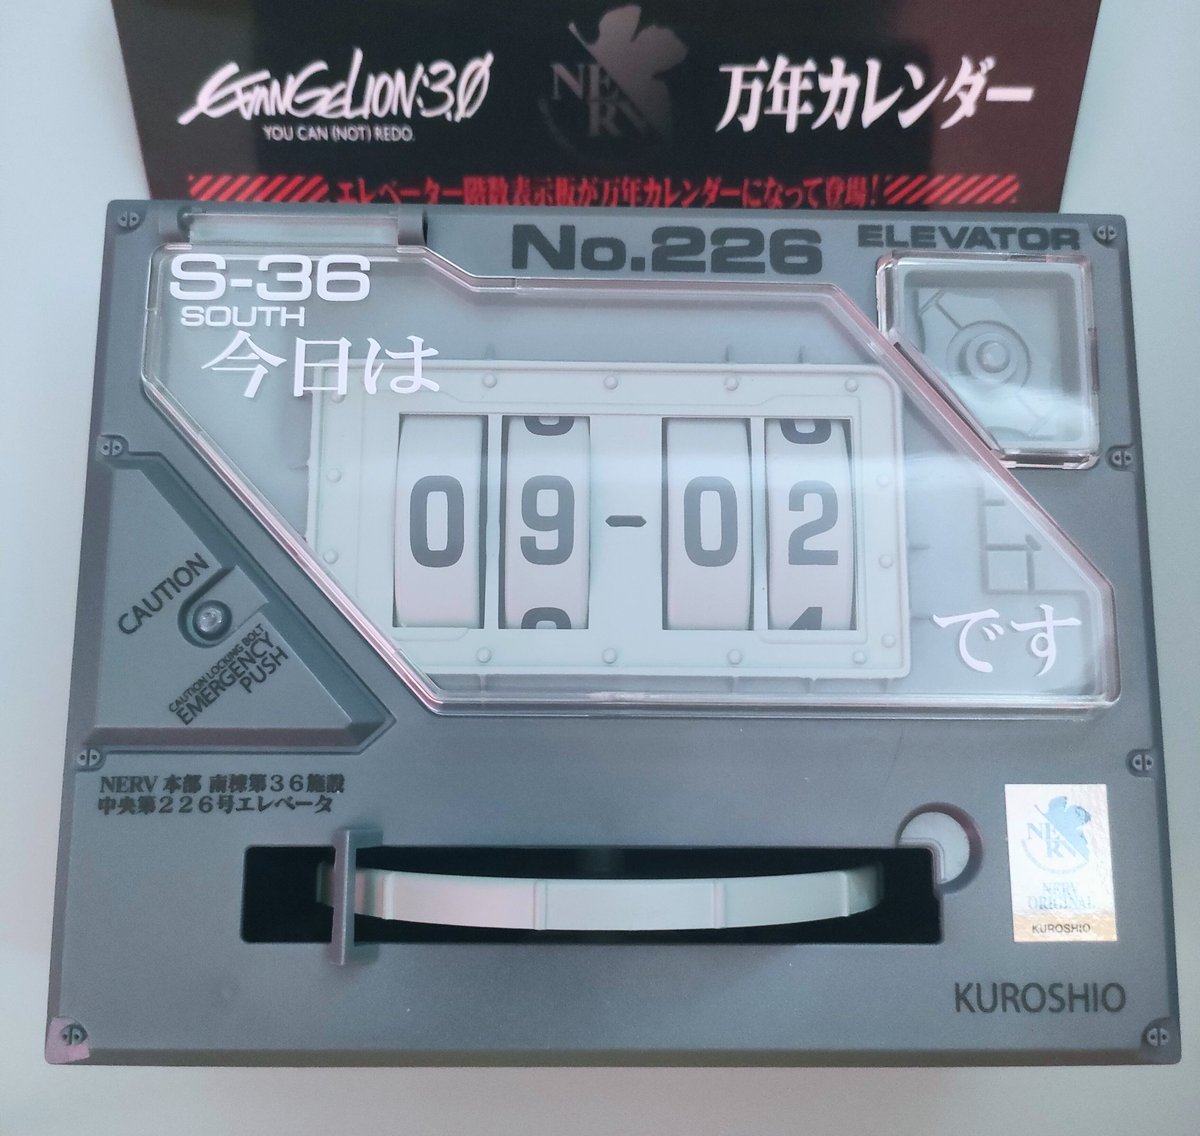 EVANGELION:3.0
YOU CAN (NOT) REDO.
NERV
万年カレンダー
エレベーター階数表示板が万年カレンダーになって登場!
No.226
ELEVATOR
S-36
SOUTH
今日は
09-02
です
CAUTION
CAUTION LOCKING BOLT
EMERGENCY
PUSH
NERV 本部 南棟第36施設
中央第226号エレベータ
NERV
NERV
ORIGINAL
KUROSHIO
KUROSHIO